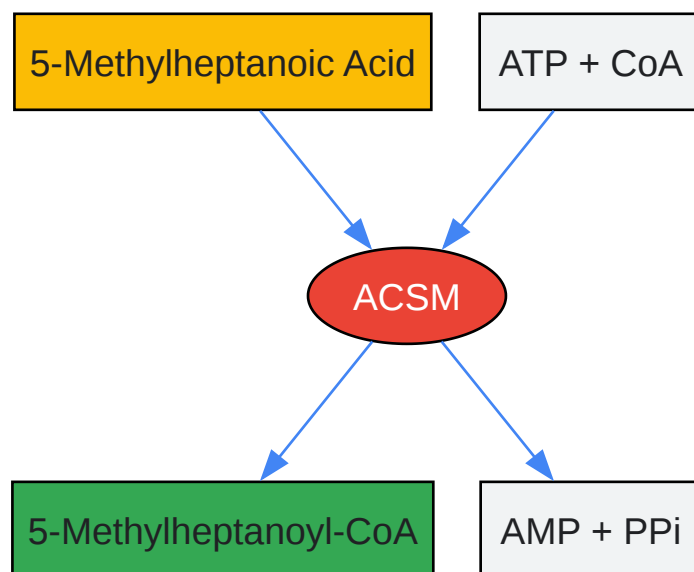 5-Methylheptanoic Acid
ATP + CoA
ACSM
5-Methylheptanoyl-CoA
AMP + PPi